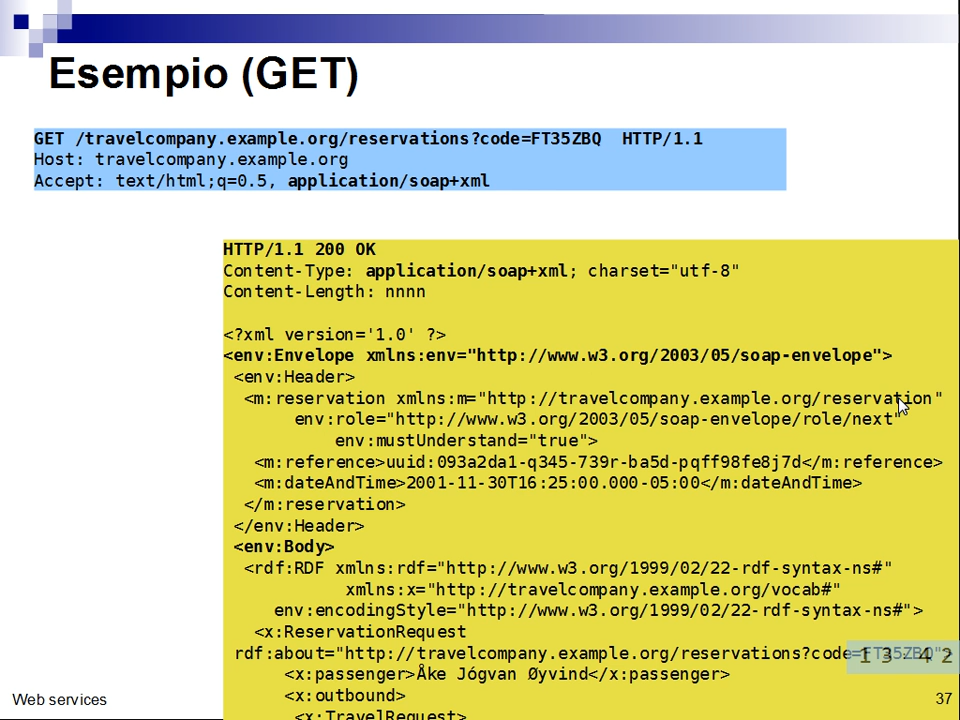 Esempio (GET)
GET /travelcompany.example.org/reservations?code=FT35ZBQ  HTTP/1.1
Host: travelcompany.example.org
Accept: text/html;q=0.5, application/soap+xml
HTTP/1.1 200 OK
Content-Type: application/soap+xml; charset="utf-8"
Content-Length: nnnn
<?xml version='1.0' ?>
<env:Envelope xmlns:env="http://www.w3.org/2003/05/soap-envelope">
<env:Header>
<m:reservation xmlns:m="http://travelcompany.example.org/reservation"
env:role="http://www.w3.org/2003/05/soap-envelope/role/next"
env:mustUnderstand="true">
<m:reference>uuid:093a2da1-q345-739r-ba5d-pqff98fe8j7d</m:reference>
<m:dateAndTime>2001-11-30T16:25:00.000-05:00</m:dateAndTime>
</m:reservation>
</env:Header>
<env:Body>
<rdf:RDF xmlns:rdf="http://www.w3.org/1999/02/22-rdf-syntax-ns#"
xmlns:x="http://travelcompany.example.org/vocab#"
env:encodingStyle="http://www.w3.org/1999/02/22-rdf-syntax-ns#">
<x:ReservationRequest
rdf:about="http://travelcompany.example.org/reservations?code=FT35ZBQ">
<x:passenger>Åke Jógvan Øyvind</x:passenger>
<x:outbound>
<x:TravelRequest>
13-42
Web services
37